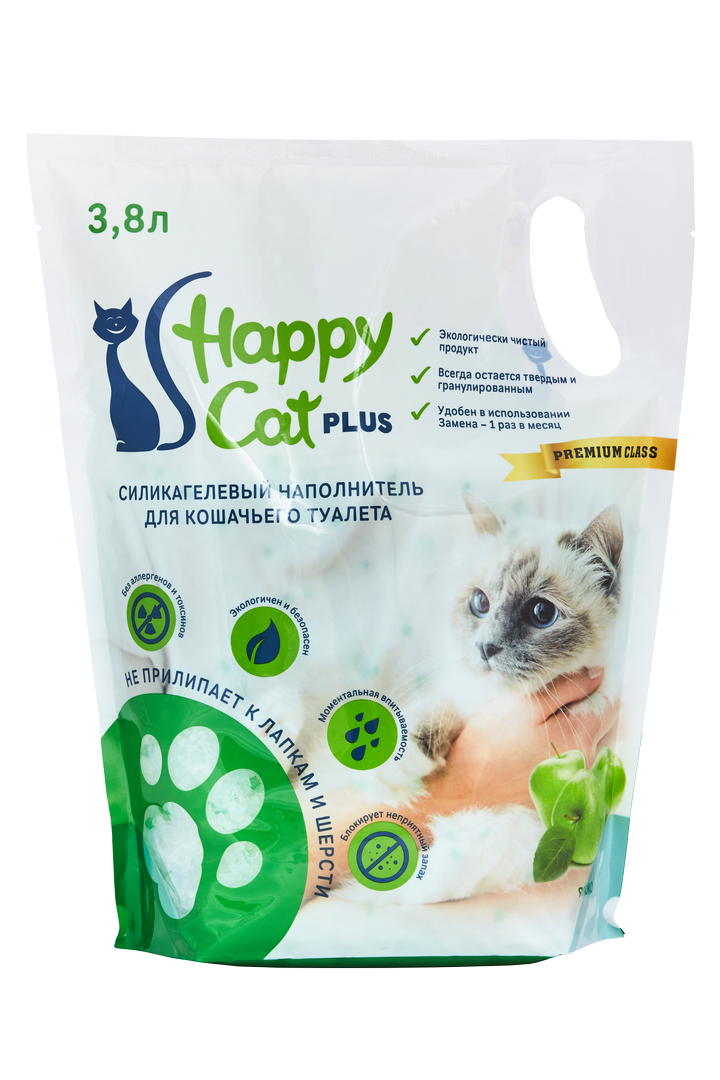 3,8л
Happy
Cat PLUS
Экологически чистый
продукт
Всегда остается твердым и
гранулированным
Удобен в использовании
Замена – 1 раз в месяц
PREMIUM CLASS
СИЛИКАГЕЛЕВЫЙ НАПОЛНИТЕЛЬ
ДЛЯ КОШАЧЬЕГО ТУАЛЕТА
Без аллергенов и токсинов
Экологичен и безопасен
Моментальная впитываемость
Блокирует неприятный запах
НЕ ПРИЛИПАЕТ К ЛАПКАМ И ШЕРСТИ